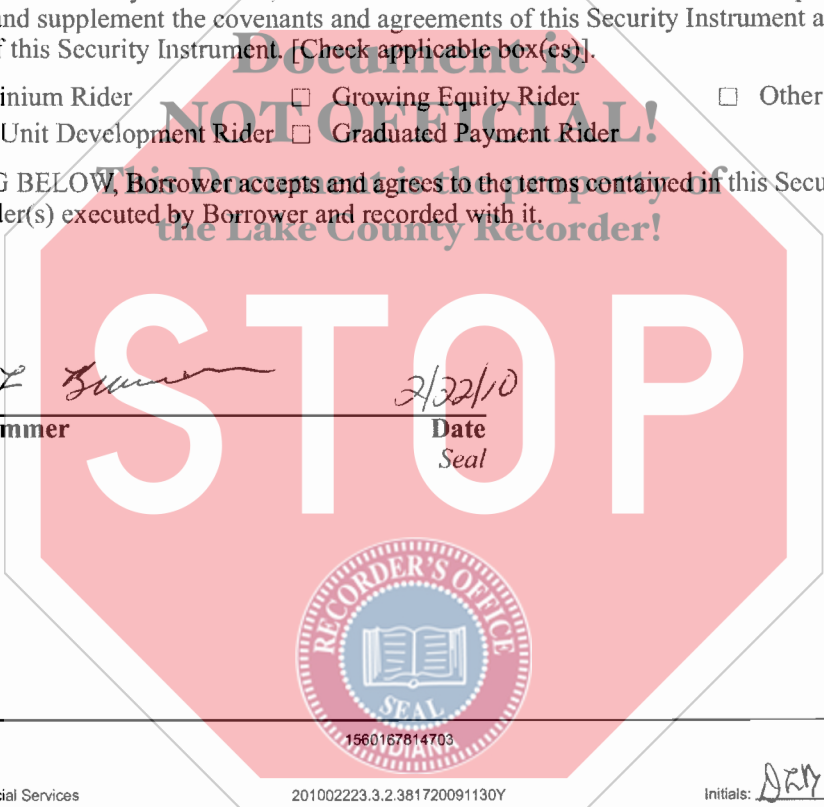 nd supplement the covenants and agreements of this Security Instrument a
f this Security Instrument. [Check applicable box(es)].
Document is
inium Rider □ Growing Equity Rider □ Other
NOT OFFICIAL!
Unit Development Rider □ Graduated Payment Rider
This Document is the property of
G BELOW, Borrower accepts and agrees to the terms contained in this Secu
er(s) executed by Borrower and recorded with it.
the Lake County Recorder!
STOP
2/22/10
mmer Date
Seal
RECORDER'S OFFICE
SEAL
INDIANA
1560167814703
cial Services 201002223.3.2.381720091130Y Initials: